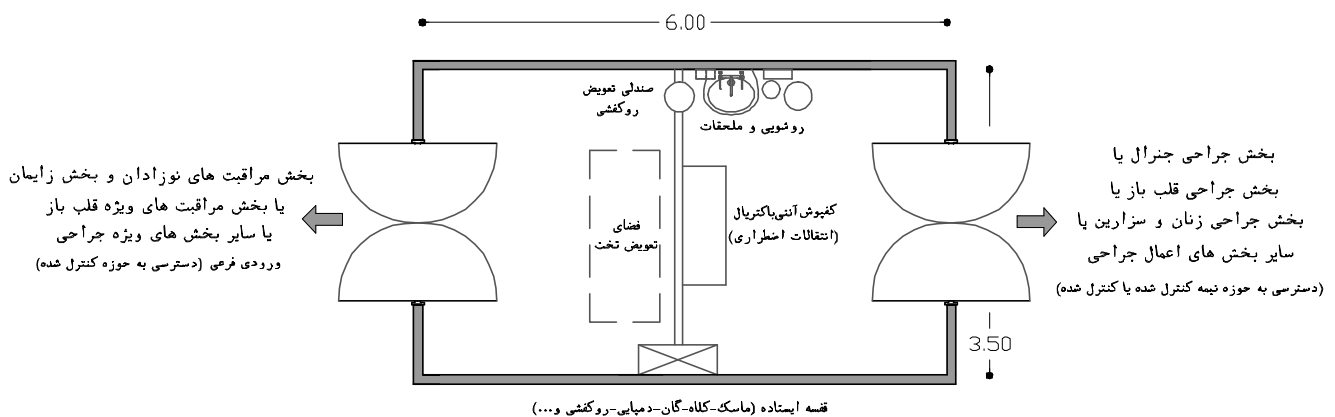 6.00
صندلی تعویض
روکفشی
روشویی و ملحقات
بخش مراقبت های نوزادان و بخش زایمان
یا بخش مراقبت های ویژه قلب باز
یا سایر بخش های ویژه جراحی
ورودی فرعی (دسترسی به حوزه کنترل شده)
فضای
تعویض تخت
کفپوش آنتی‌باکتریال
(انتقالات اضطراری)
بخش جراحی جنرال یا
بخش جراحی قلب باز یا
بخش جراحی زنان و سزارین یا
سایر بخش های اعمال جراحی
(دسترسی به حوزه نیمه کنترل شده یا کنترل شده)
3.50
قفسه ایستاده (ماسک-کلاه-گان-دمپایی-روکفشی و...)